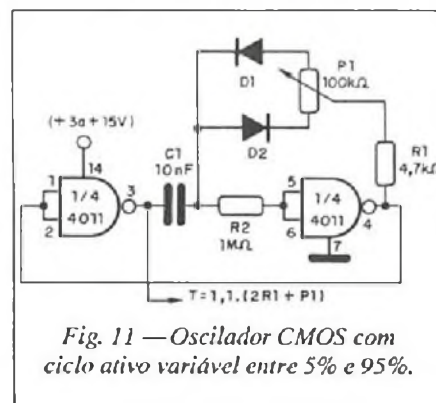 P1
100kΩ
D1
D2
(+3a+15V)
C1
10nF
R1
4,7kΩ
14
1
2
3
1/4
4011
R2
1MΩ
5
6
4
1/4
4011
7
T=1,1.(2R1+P1)
Fig. 11 — Oscilador CMOS com
ciclo ativo variável entre 5% e 95%.